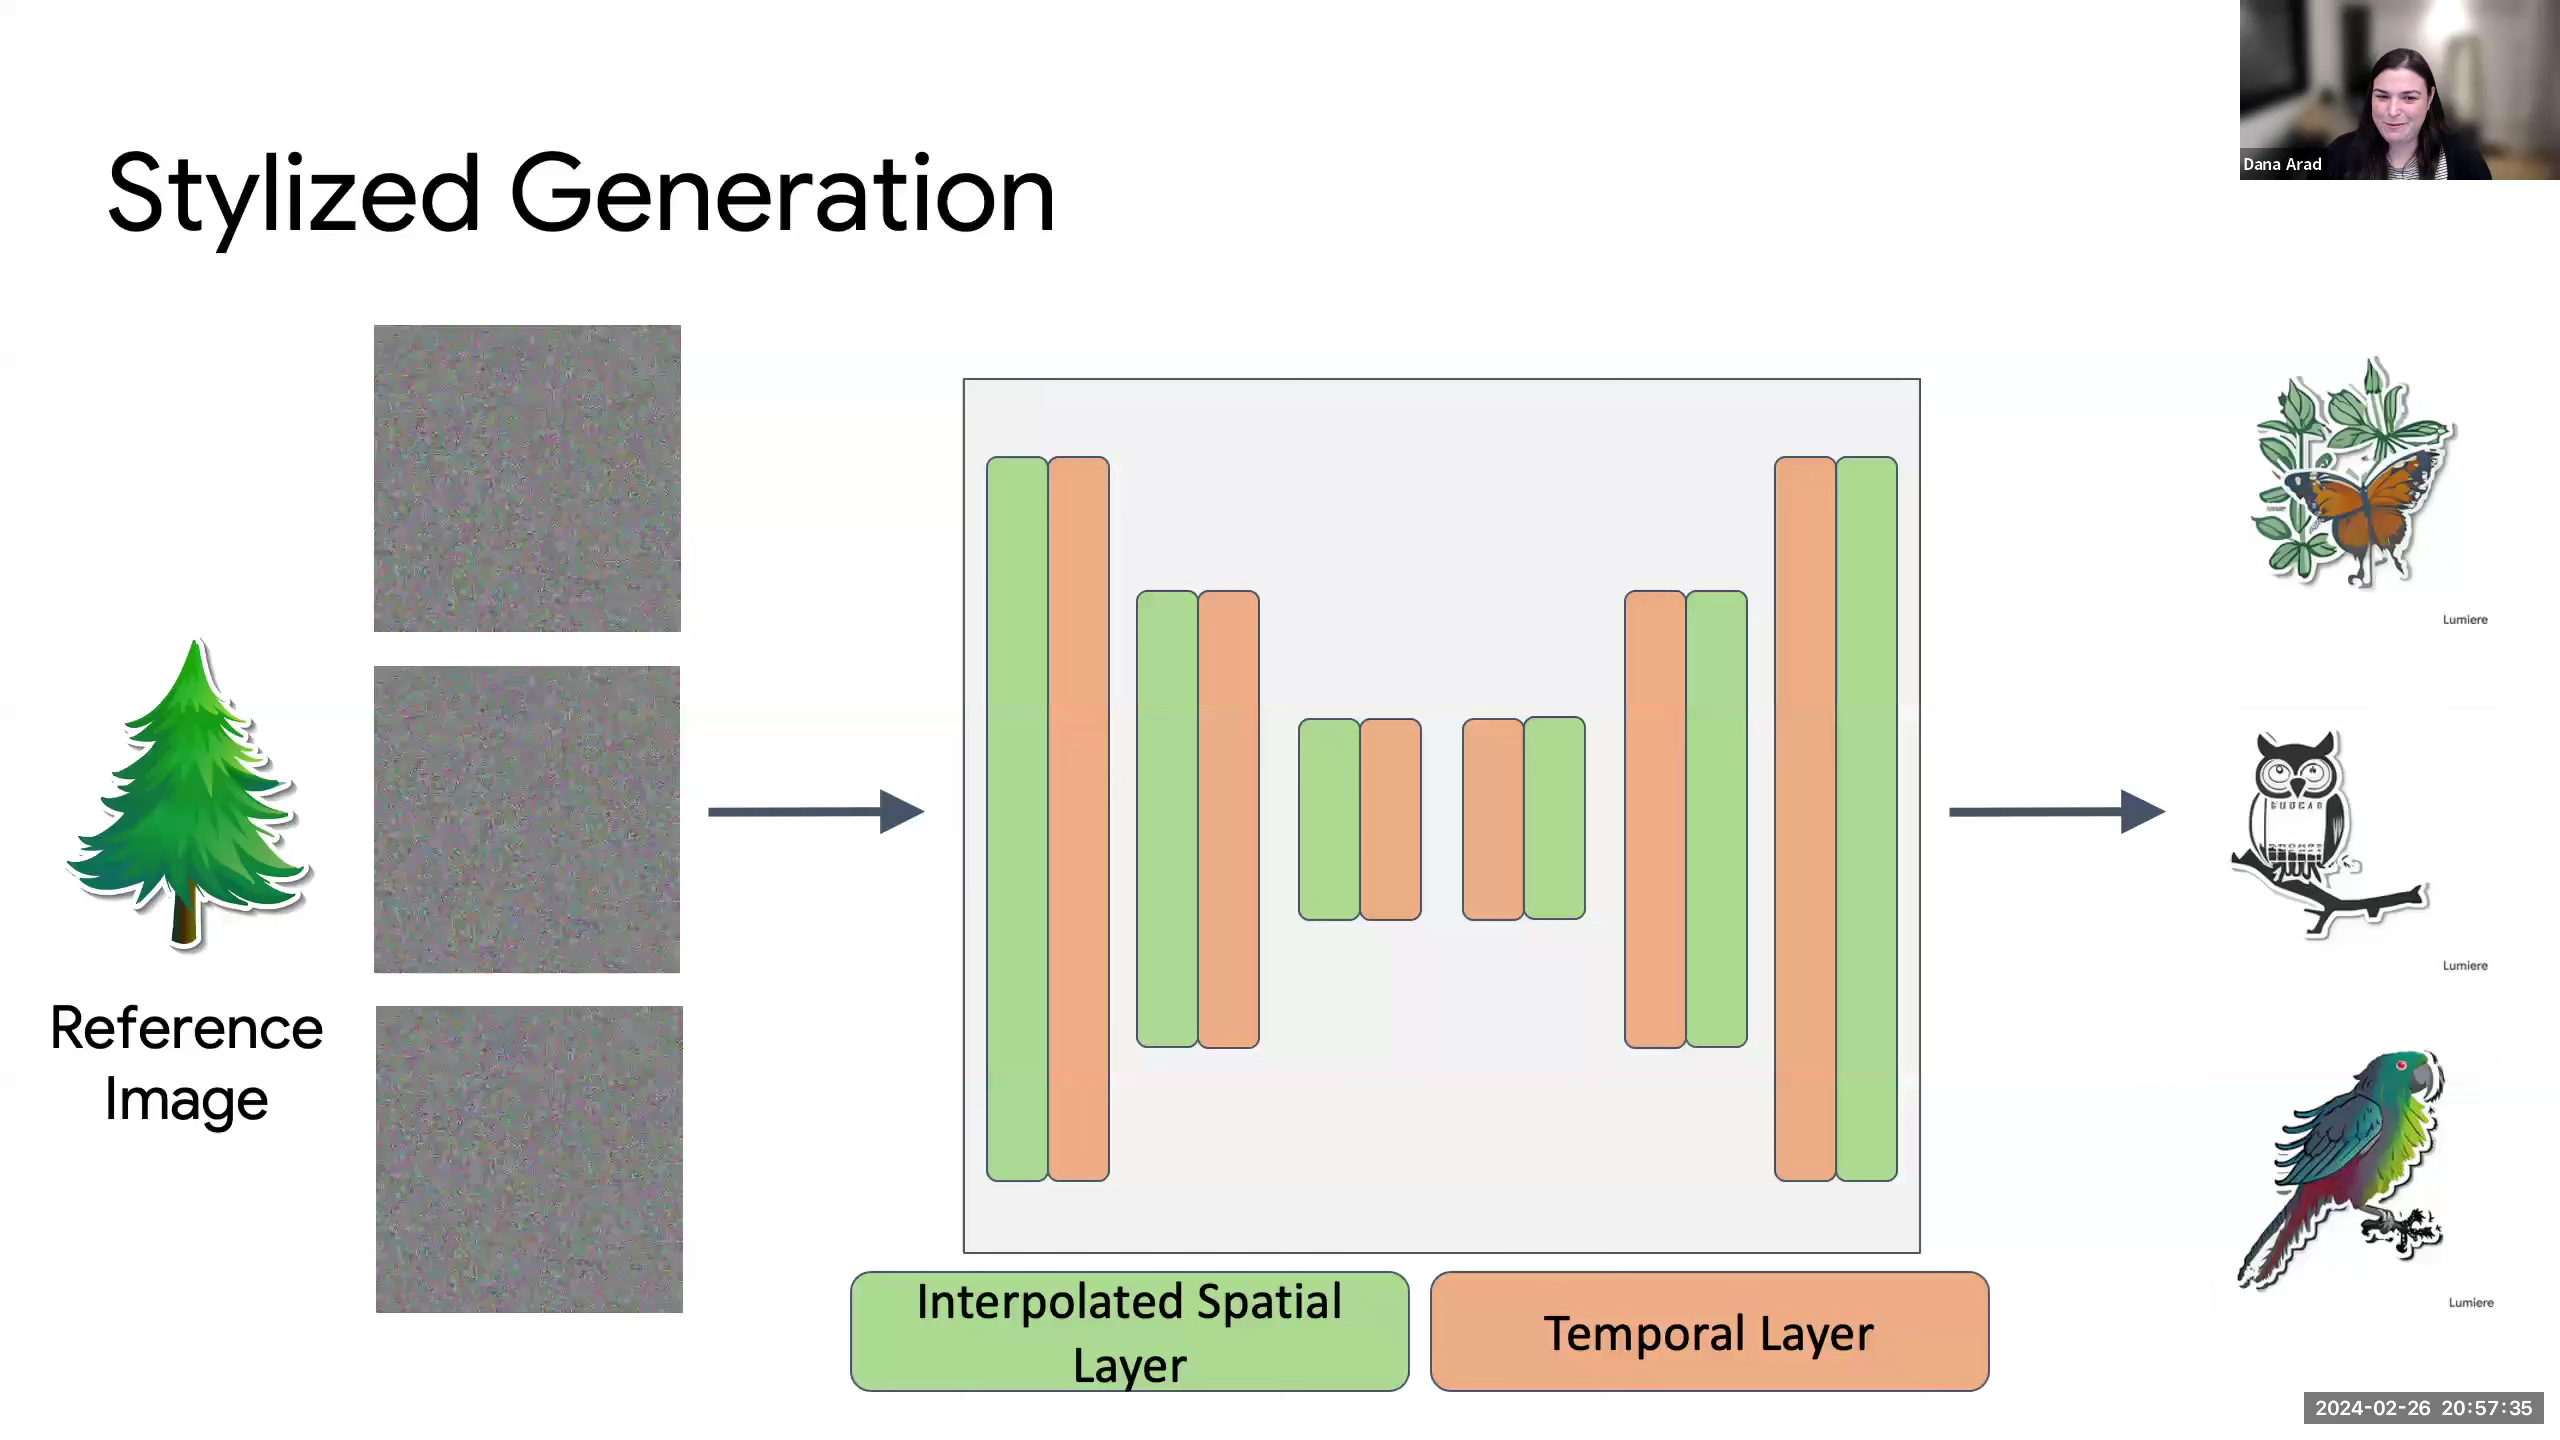 Dana Arad
Stylized Generation
Reference
Image
Lumiere
Lumiere
Lumiere
Interpolated Spatial
Layer
Temporal Layer
2024-02-26 20:57:35